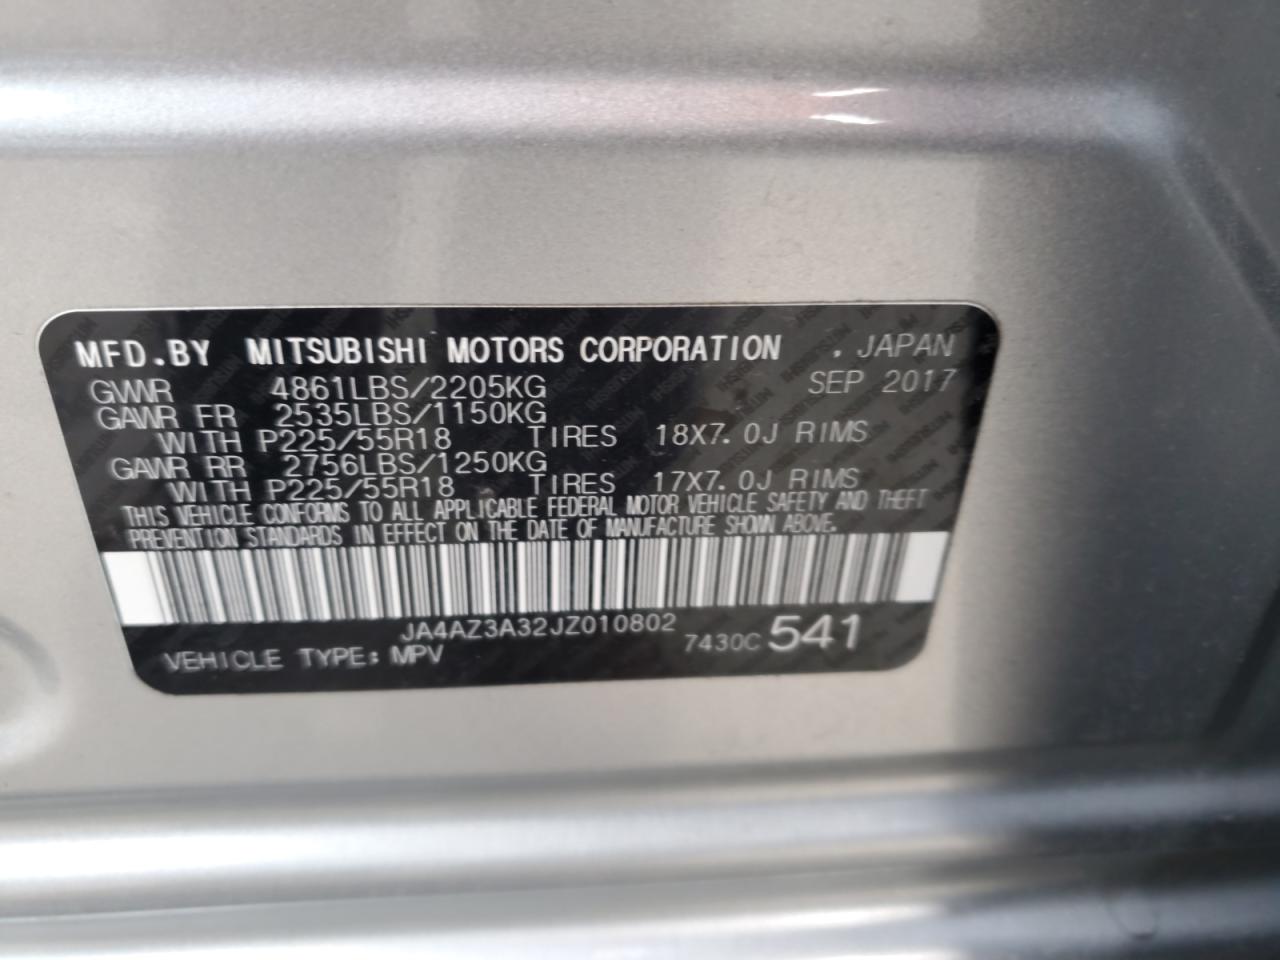 MFD.BY MITSUBISHI MOTORS CORPORATION . JAPAN
GVWR 4861LBS/2205KG SEP 2017
GAWR FR 2535LBS/1150KG
WITH P225/55R18 TIRES 18X7.0J RIMS
GAWR RR 2756LBS/1250KG
WITH P225/55R18 TIRES 17X7.0J RIMS
THIS VEHICLE CONFORMS TO ALL APPLICABLE FEDERAL MOTOR VEHICLE SAFETY AND THEFT
PREVENTION STANDARDS IN EFFECT ON THE DATE OF MANUFACTURE SHOWN ABOVE.
JA4AZ3A32JZ010802
7430C 541
VEHICLE TYPE: MPV